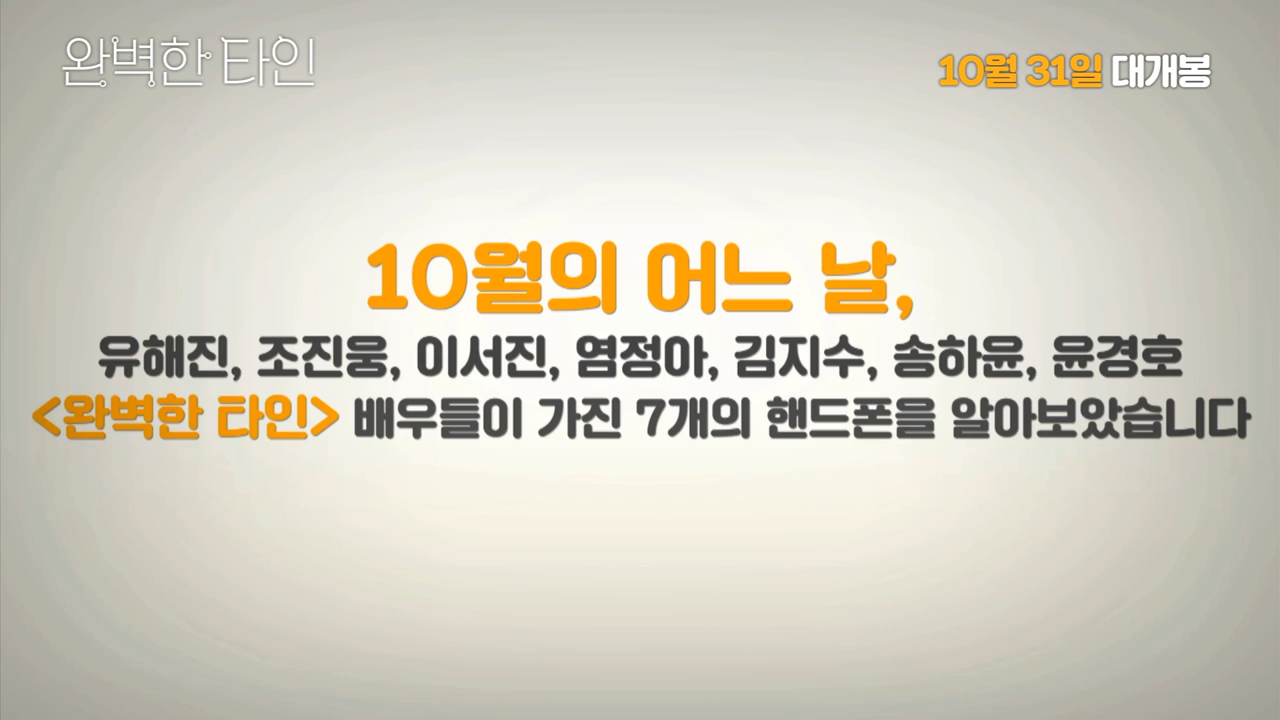 완벽한 타인
10월 31일 대개봉
10월의 어느 날,
유해진, 조진웅, 이서진, 염정아, 김지수, 송하윤, 윤경호
<완벽한 타인> 배우들이 가진 7개의 핸드폰을 알아보았습니다